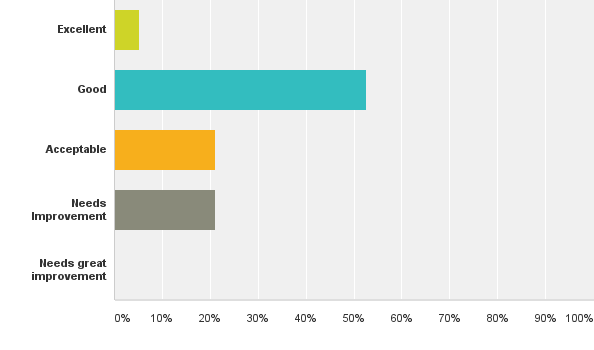 Excellent
Good
Acceptable
Needs
Improvement
Needs great
improvement
0% 10% 20% 30% 40% 50% 60% 70% 80% 90% 100%